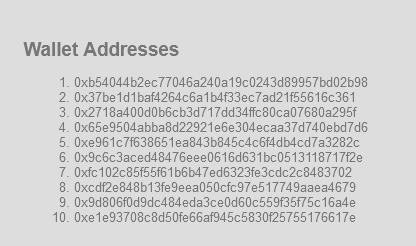 Wallet Addresses
1. 0xb54044b2ec77046a240a19c0243d89957bd02b98
2. 0x37be1d1baf4264c6a1b4f33ec7ad21f55616c361
3. 0x2718a400d0b6cb3d717dd34ffc80ca07680a295f
4. 0x65e9504abba8d22921e6e304ecaa37d740ebd7d6
5. 0xe961c7f638651ea843b845c4c6f4db4cd7a3282c
6. 0x9c6c3aced48476eee0616d631bc0513118717f2e
7. 0xfc102c85f55f61b6b47ed6323fe3cdc2c8483702
8. 0xcdf2e848b13fe9eea050cfc97e517749aaea4679
9. 0x9d806f0d9dc484eda3ce0d60c559f35f75c16a4e
10. 0xe1e93708c8d50fe66af945c5830f25755176617e